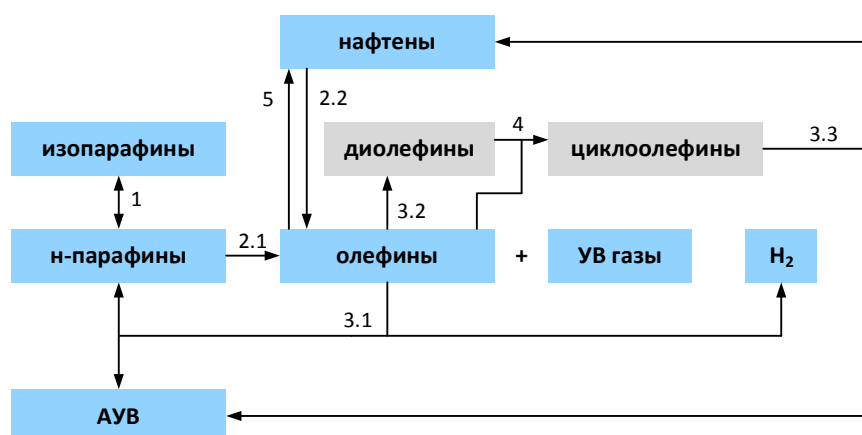 нафтены
5
2.2
4
изопарафины
диолефины
циклоолефины
3.3
1
3.2
2.1
н-парафины
олефины
+
УВ газы
H₂
3.1
АУВ